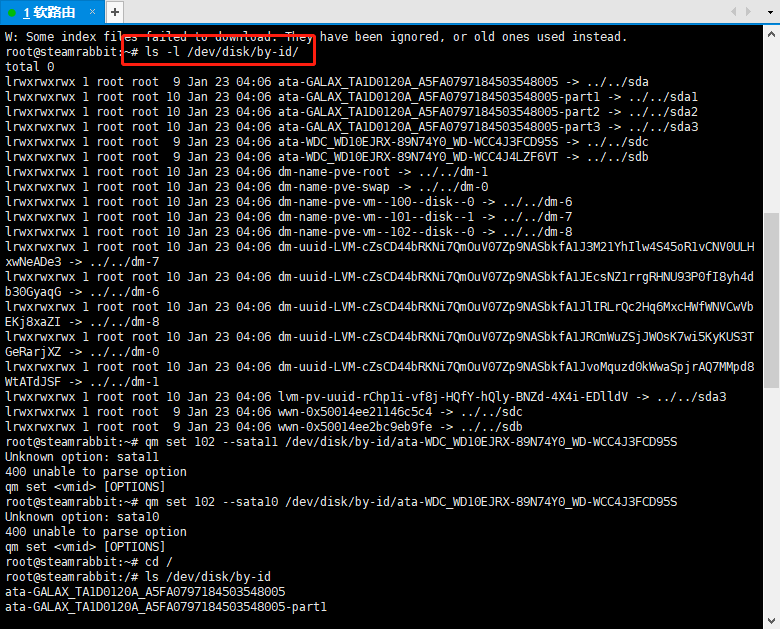 1 软路由 × +
W: Some index files failed to download. They have been ignored, or old ones used instead.
root@steamrabbit:~# ls -l /dev/disk/by-id/
total 0
lrwxrwxrwx 1 root root  9 Jan 23 04:06 ata-GALAX_TA1D0120A_A5FA0797184503548005 -> ../../sda
lrwxrwxrwx 1 root root 10 Jan 23 04:06 ata-GALAX_TA1D0120A_A5FA0797184503548005-part1 -> ../../sda1
lrwxrwxrwx 1 root root 10 Jan 23 04:06 ata-GALAX_TA1D0120A_A5FA0797184503548005-part2 -> ../../sda2
lrwxrwxrwx 1 root root 10 Jan 23 04:06 ata-GALAX_TA1D0120A_A5FA0797184503548005-part3 -> ../../sda3
lrwxrwxrwx 1 root root  9 Jan 23 04:06 ata-WDC_WD10EJRX-89N74Y0_WD-WCC4J3FCD95S -> ../../sdc
lrwxrwxrwx 1 root root  9 Jan 23 04:06 ata-WDC_WD10EJRX-89N74Y0_WD-WCC4J4LZF6VT -> ../../sdb
lrwxrwxrwx 1 root root 10 Jan 23 04:06 dm-name-pve-root -> ../../dm-1
lrwxrwxrwx 1 root root 10 Jan 23 04:06 dm-name-pve-swap -> ../../dm-0
lrwxrwxrwx 1 root root 10 Jan 23 04:06 dm-name-pve-vm--100--disk--0 -> ../../dm-6
lrwxrwxrwx 1 root root 10 Jan 23 04:06 dm-name-pve-vm--101--disk--1 -> ../../dm-7
lrwxrwxrwx 1 root root 10 Jan 23 04:06 dm-name-pve-vm--102--disk--0 -> ../../dm-8
lrwxrwxrwx 1 root root 10 Jan 23 04:06 dm-uuid-LVM-cZsCD44bRKNi7QmOuV07Zp9NASbkfA1J3M21YhIlw4S45oR1vCNV0ULH
xwNeADe3 -> ../../dm-7
lrwxrwxrwx 1 root root 10 Jan 23 04:06 dm-uuid-LVM-cZsCD44bRKNi7QmOuV07Zp9NASbkfA1JEcsNZ1rrgRHNU93P0fI8yh4d
b30GyaqG -> ../../dm-6
lrwxrwxrwx 1 root root 10 Jan 23 04:06 dm-uuid-LVM-cZsCD44bRKNi7QmOuV07Zp9NASbkfA1JlIRLrQc2Hq6MxcHWfWNVCwVb
EKj8xaZI -> ../../dm-8
lrwxrwxrwx 1 root root 10 Jan 23 04:06 dm-uuid-LVM-cZsCD44bRKNi7QmOuV07Zp9NASbkfA1JRCmWuZSjJWOsK7wi5KyKUS3T
GeRarjXZ -> ../../dm-0
lrwxrwxrwx 1 root root 10 Jan 23 04:06 dm-uuid-LVM-cZsCD44bRKNi7QmOuV07Zp9NASbkfA1JvoMquzd0kWwaSpjrAQ7MMpd8
WtATdJSF -> ../../dm-1
lrwxrwxrwx 1 root root 10 Jan 23 04:06 lvm-pv-uuid-rChp1i-vf8j-HQfY-hQly-BNZd-4X4i-EDlldV -> ../../sda3
lrwxrwxrwx 1 root root  9 Jan 23 04:06 wwn-0x50014ee21146c5c4 -> ../../sdc
lrwxrwxrwx 1 root root  9 Jan 23 04:06 wwn-0x50014ee2bc9eb9fe -> ../../sdb
root@steamrabbit:~# qm set 102 --sata11 /dev/disk/by-id/ata-WDC_WD10EJRX-89N74Y0_WD-WCC4J3FCD95S
Unknown option: sata11
400 unable to parse option
qm set <vmid> [OPTIONS]
root@steamrabbit:~# qm set 102 --sata10 /dev/disk/by-id/ata-WDC_WD10EJRX-89N74Y0_WD-WCC4J3FCD95S
Unknown option: sata10
400 unable to parse option
qm set <vmid> [OPTIONS]
root@steamrabbit:~# cd /
root@steamrabbit:/# ls /dev/disk/by-id
ata-GALAX_TA1D0120A_A5FA0797184503548005
ata-GALAX_TA1D0120A_A5FA0797184503548005-part1